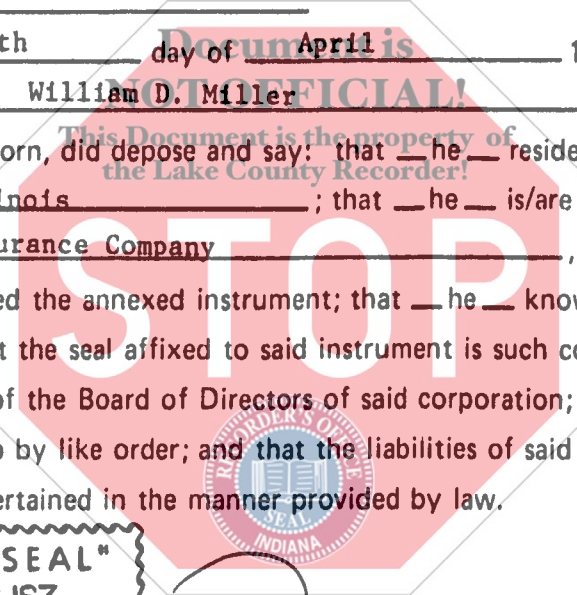 th day of April 1
Document is
William D. Miller
NOT OFFICIAL!
This Document is the property of
orn, did depose and say: that he reside
the Lake County Recorder!
linois ; that he is/are
urance Company ,
STOP
ed the annexed instrument; that he know
t the seal affixed to said instrument is such co
of the Board of Directors of said corporation;
by like order; and that the liabilities of said
ertained in the manner provided by law.
RECORDER'S OFFICE
SEAL
INDIANA
SEAL"